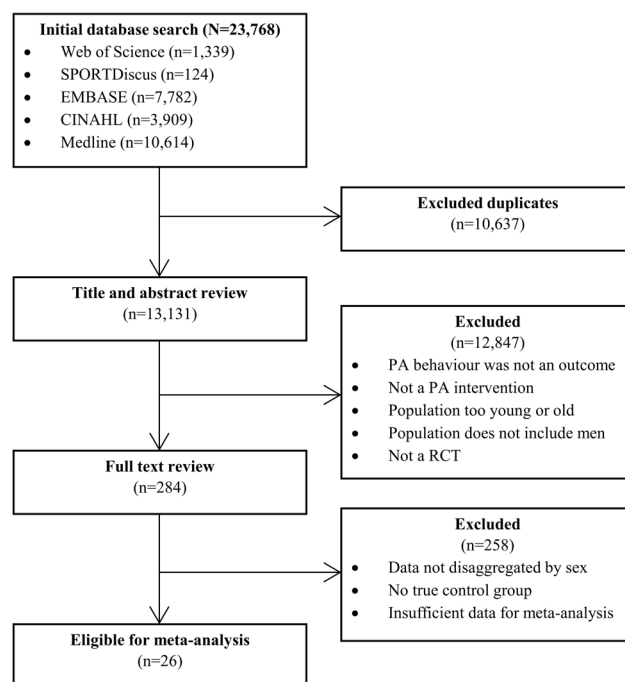 Initial database search (N=23,768)
• Web of Science (n=1,339)
• SPORTDiscus (n=124)
• EMBASE (n=7,782)
• CINAHL (n=3,909)
• Medline (n=10,614)
Excluded duplicates
(n=10,637)
Title and abstract review
(n=13,131)
Excluded
(n=12,847)
• PA behaviour was not an outcome
• Not a PA intervention
• Population too young or old
• Population does not include men
• Not a RCT
Full text review
(n=284)
Excluded
(n=258)
• Data not disaggregated by sex
• No true control group
• Insufficient data for meta-analysis
Eligible for meta-analysis
(n=26)